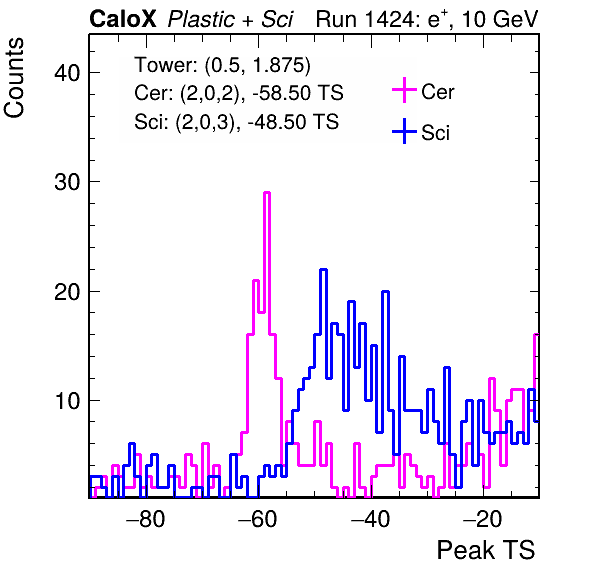 CaloX Plastic + Sci Run 1424: e⁺, 10 GeV
Counts
Tower: (0.5, 1.875)
Cer: (2,0,2), -58.50 TS
Sci: (2,0,3), -48.50 TS
Cer
Sci
40
30
20
10
−80 −60 −40 −20
Peak TS